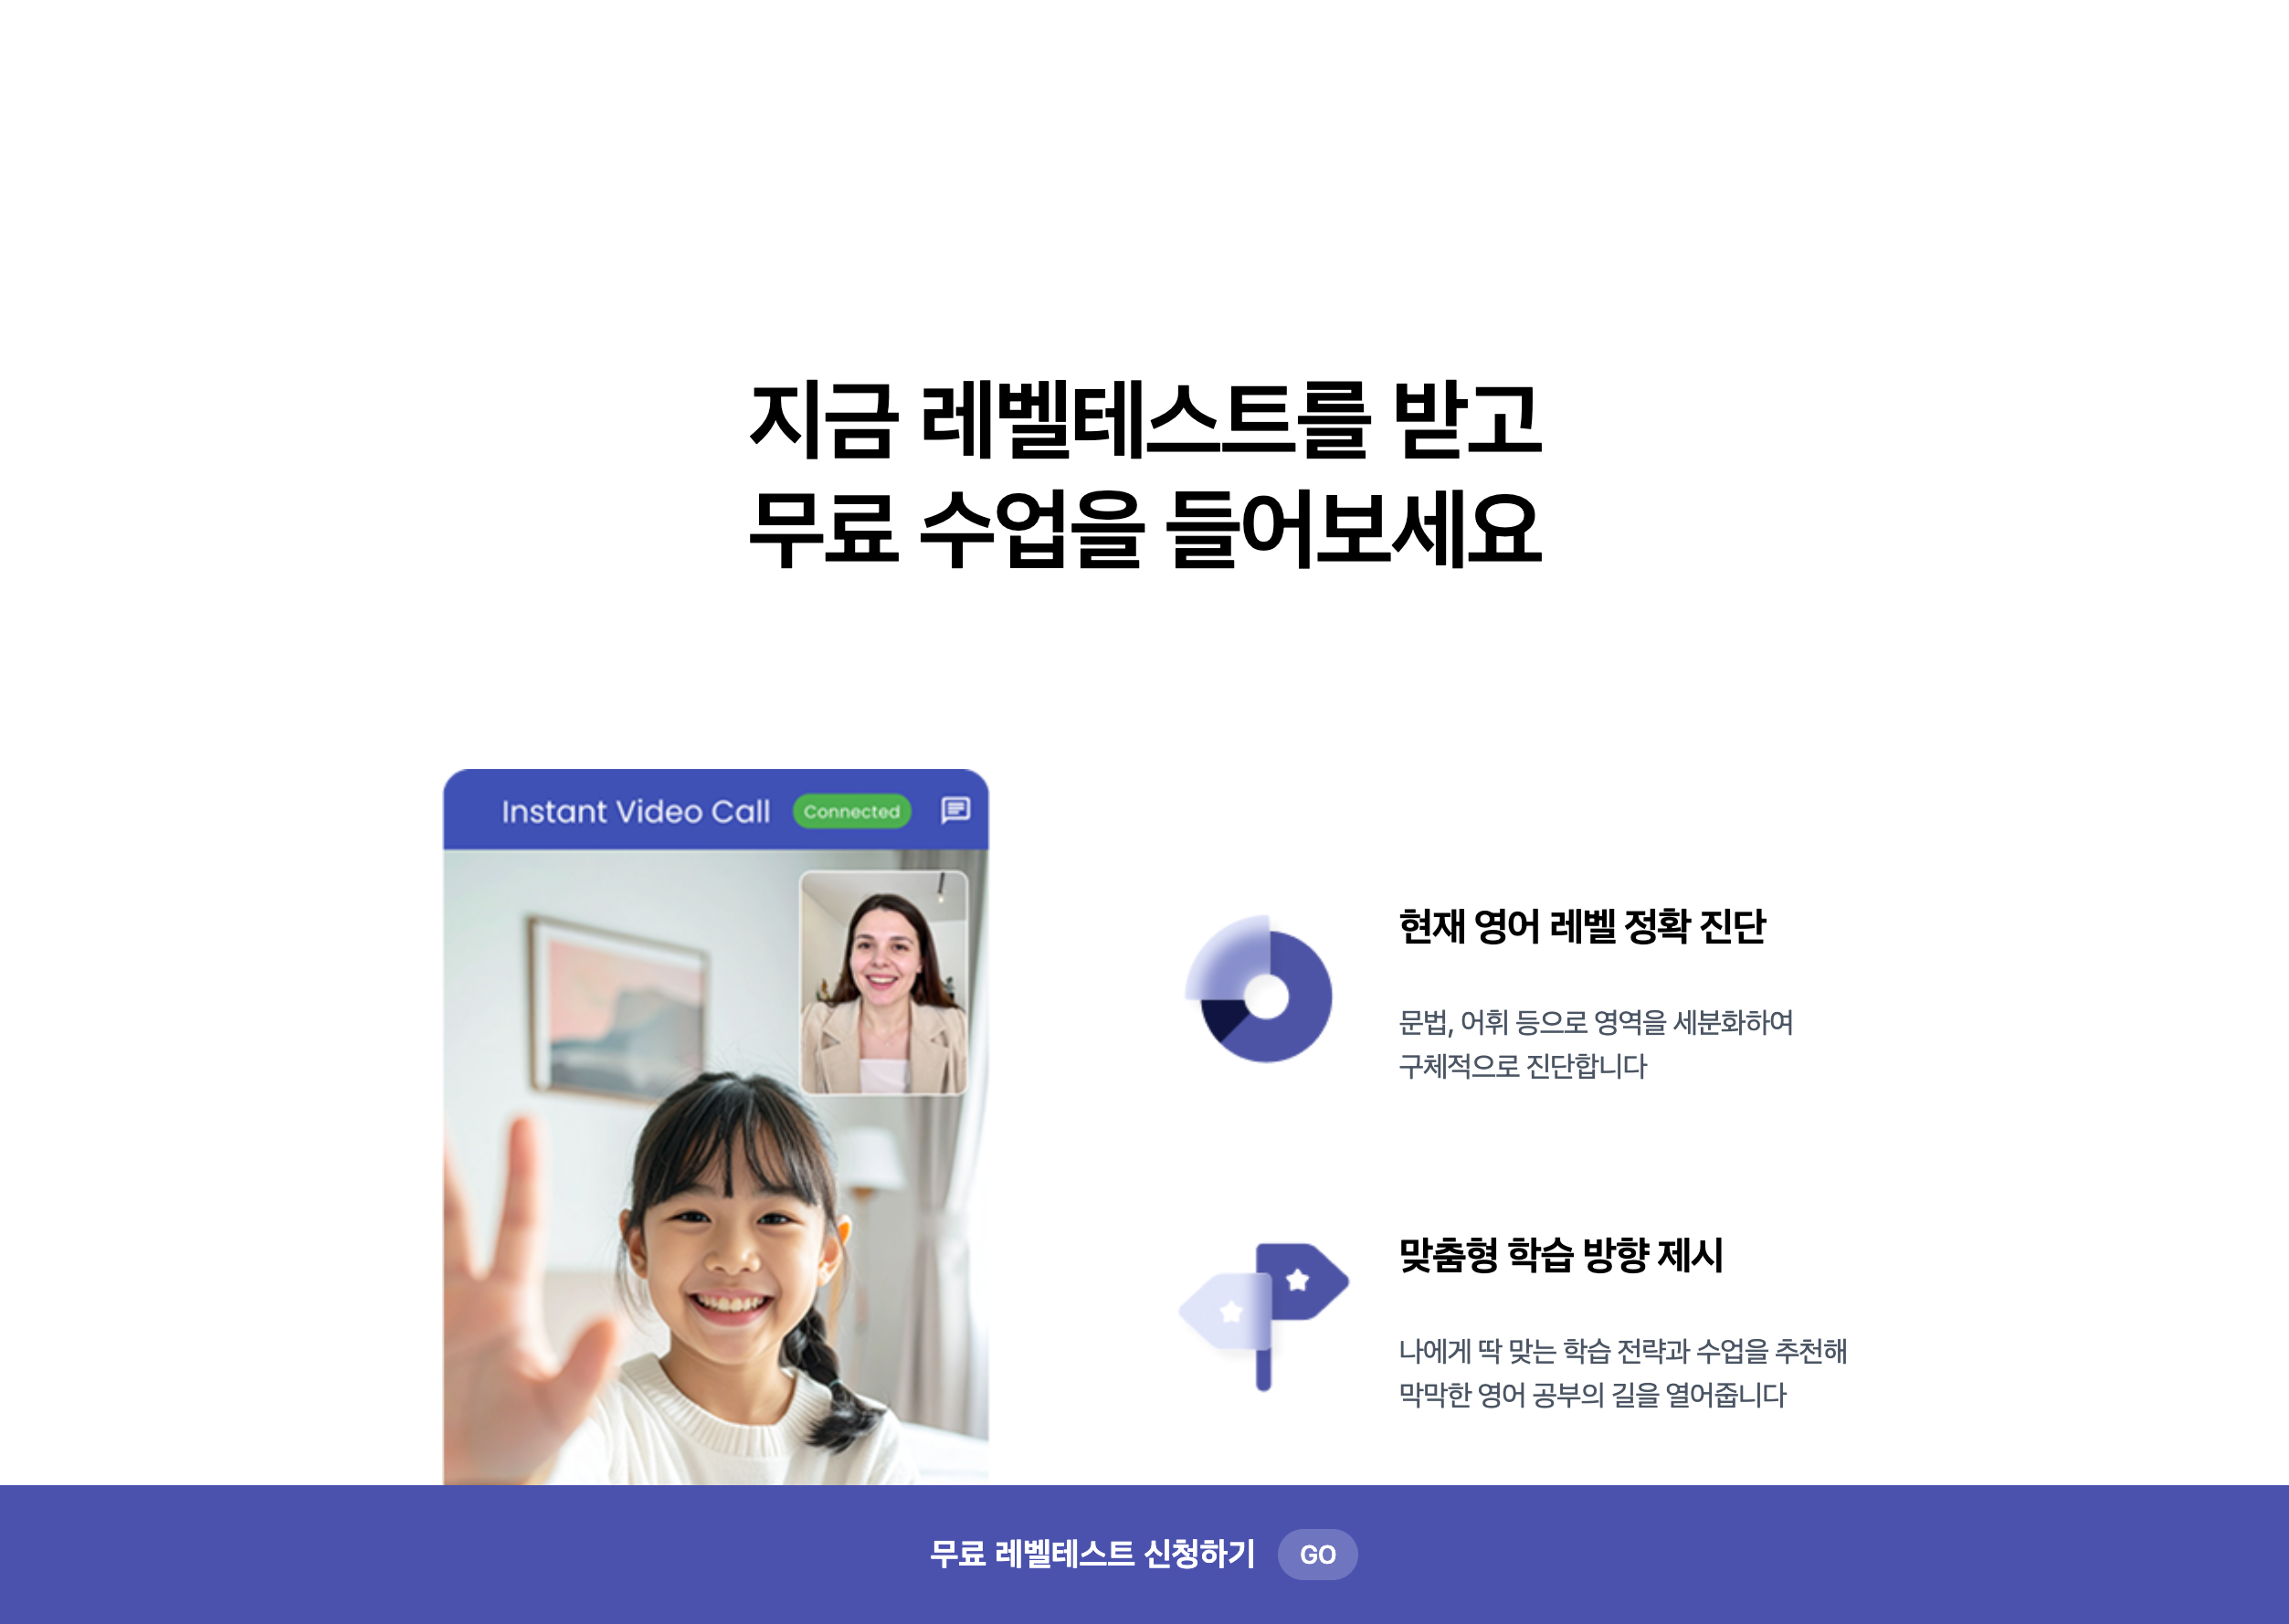 지금 레벨테스트를 받고
무료 수업을 들어보세요
Instant Video Call
Connected
현재 영어 레벨 정확 진단
문법, 어휘 등으로 영역을 세분화하여
구체적으로 진단합니다
맞춤형 학습 방향 제시
나에게 딱 맞는 학습 전략과 수업을 추천해
막막한 영어 공부의 길을 열어줍니다
무료 레벨테스트 신청하기 GO